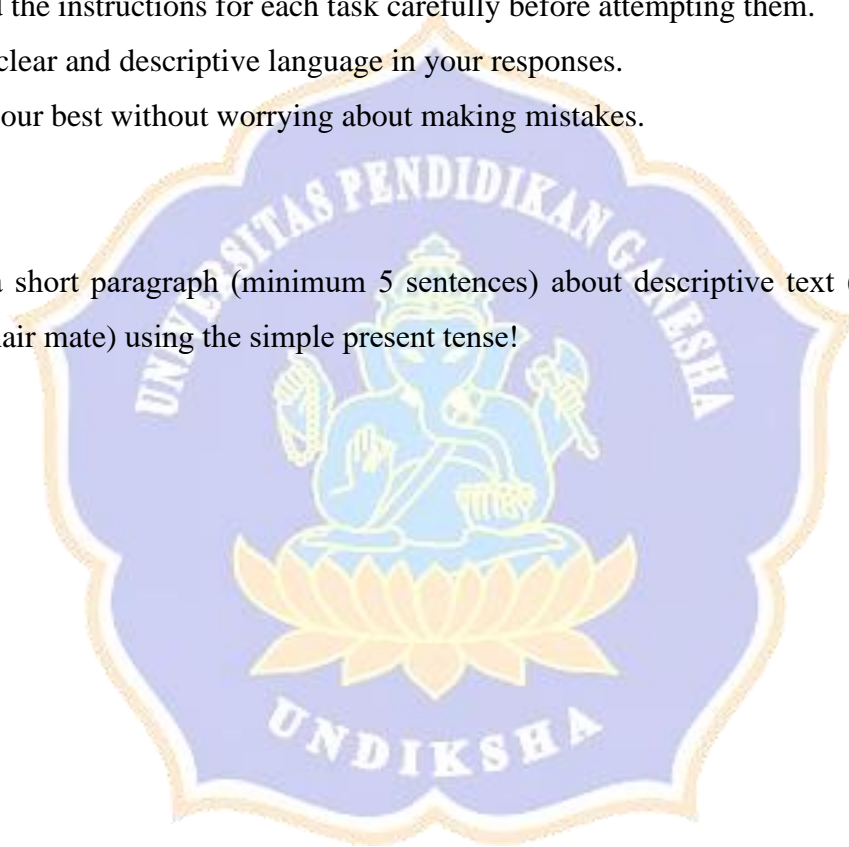 the instructions for each task carefully before attempting them.
clear and descriptive language in your responses.
our best without worrying about making mistakes.
UNIVERSITAS PENDIDIKAN GANESHA
short paragraph (minimum 5 sentences) about descriptive text (
mate) using the simple present tense!
UNDIKSHA